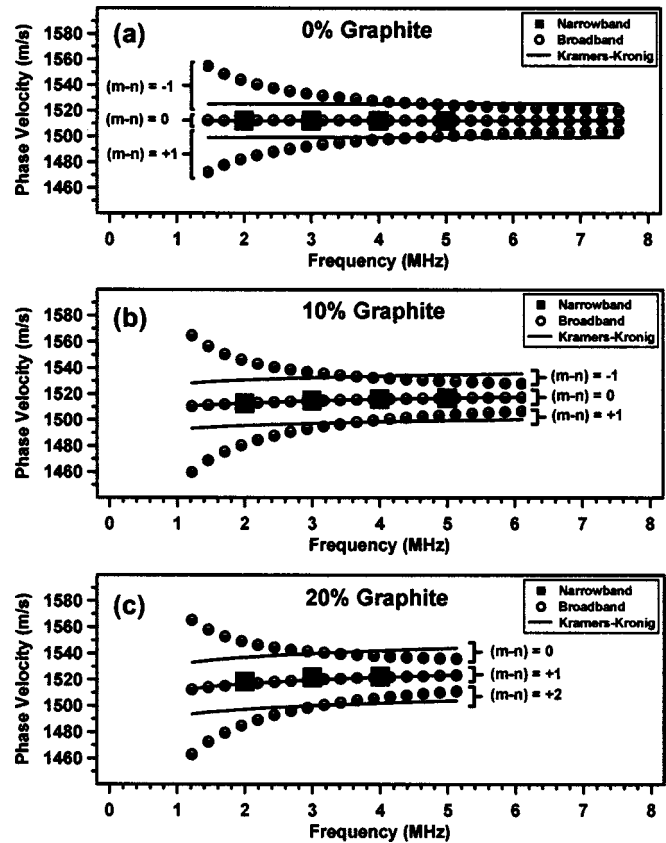 (a)
0% Graphite
Narrowband
Broadband
Kramers-Kronig
Phase Velocity (m/s)
1580
1560
1540
1520
1500
1480
1460
(m-n) = -1
(m-n) = 0
(m-n) = +1
0 1 2 3 4 5 6 7 8
Frequency (MHz)
(b)
10% Graphite
Narrowband
Broadband
Kramers-Kronig
Phase Velocity (m/s)
1580
1560
1540
1520
1500
1480
1460
(m-n) = -1
(m-n) = 0
(m-n) = +1
0 1 2 3 4 5 6 7 8
Frequency (MHz)
(c)
20% Graphite
Narrowband
Broadband
Kramers-Kronig
Phase Velocity (m/s)
1580
1560
1540
1520
1500
1480
1460
(m-n) = 0
(m-n) = +1
(m-n) = +2
0 1 2 3 4 5 6 7 8
Frequency (MHz)